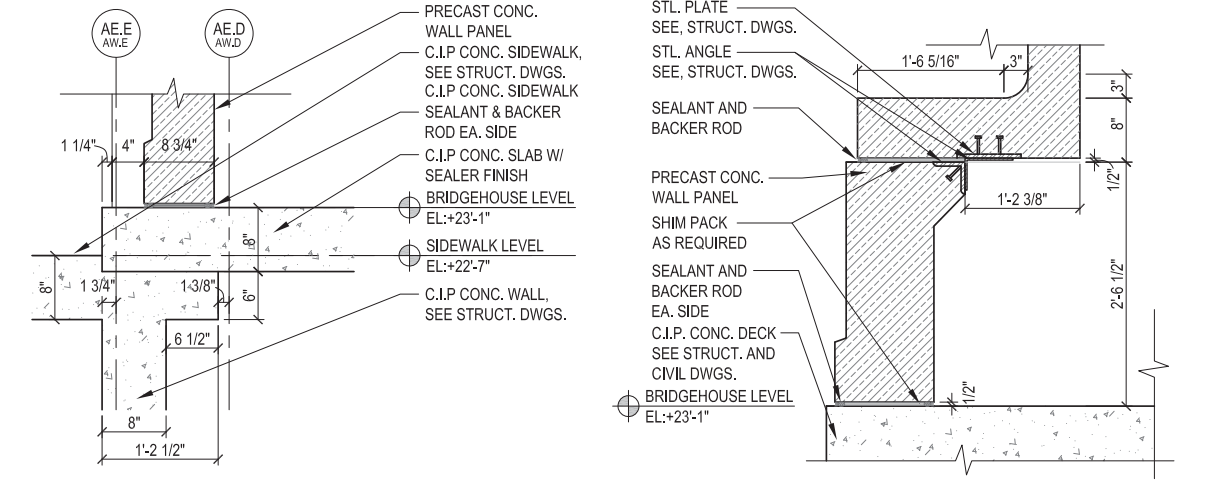 AE.E
AW.E
AE.D
AW.D
PRECAST CONC.
WALL PANEL
C.I.P CONC. SIDEWALK,
SEE STRUCT. DWGS.
C.I.P CONC. SIDEWALK
SEALANT & BACKER
ROD EA. SIDE
C.I.P CONC. SLAB W/
SEALER FINISH
BRIDGEHOUSE LEVEL
EL:+23'-1"
SIDEWALK LEVEL
EL:+22'-7"
C.I.P CONC. WALL,
SEE STRUCT. DWGS.
1 1/4"
4"
8 3/4"
8"
8"
1 3/4"
1 3/8"
6"
6 1/2"
8"
1'-2 1/2"
STL. PLATE
SEE, STRUCT. DWGS.
STL. ANGLE
SEE, STRUCT. DWGS.
SEALANT AND
BACKER ROD
PRECAST CONC.
WALL PANEL
SHIM PACK
AS REQUIRED
SEALANT AND
BACKER ROD
EA. SIDE
C.I.P. CONC. DECK
SEE STRUCT. AND
CIVIL DWGS.
BRIDGEHOUSE LEVEL
EL:+23'-1"
1'-6 5/16"
3"
3"
8"
1/2"
1'-2 3/8"
2'-6 1/2"
1/2"